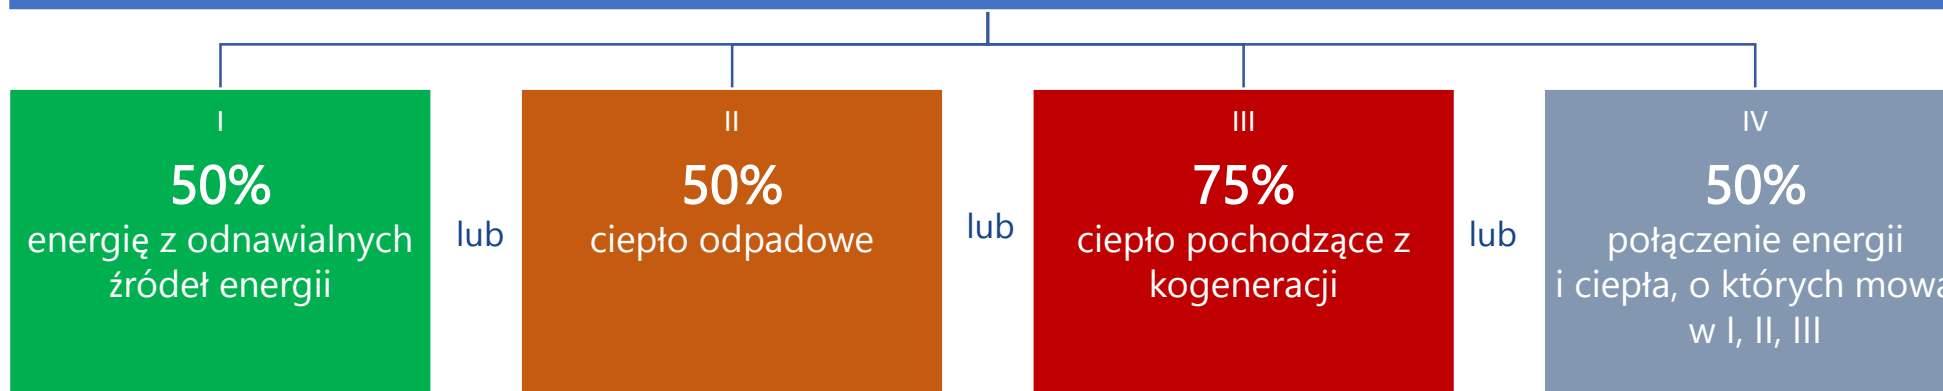 I
50%
energię z odnawialnych
źródeł energii
lub
II
50%
ciepło odpadowe
lub
III
75%
ciepło pochodzące z
kogeneracji
lub
IV
50%
połączenie energii
i ciepła, o których mowa
w I, II, III